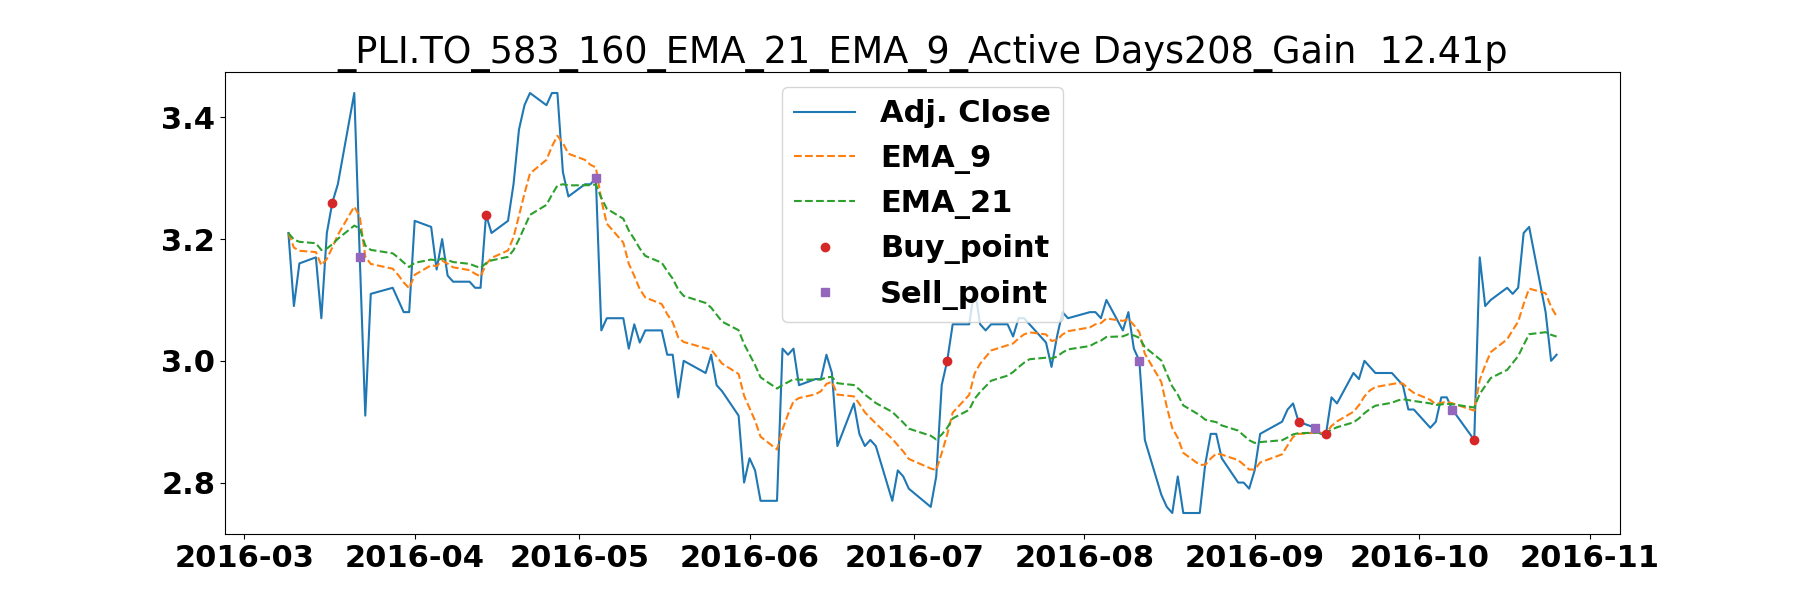 _PLI.TO_583_160_EMA_21_EMA_9_Active Days208_Gain  12.41p
3.4
3.2
3.0
2.8
Adj. Close
EMA_9
EMA_21
Buy_point
Sell_point
2016-03 2016-04 2016-05 2016-06 2016-07 2016-08 2016-09 2016-10 2016-11